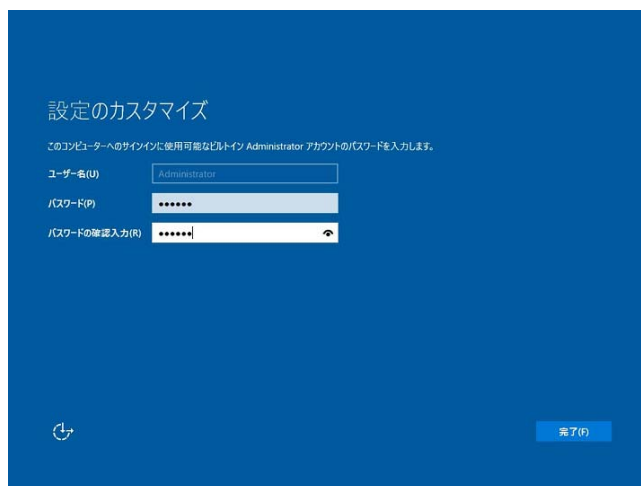 設定のカスタマイズ
このコンピューターへのサインインに使用可能なビルトイン Administrator アカウントのパスワードを入力します。
ユーザー名(U)
Administrator
パスワード(P)
••••••
パスワードの確認入力(R)
••••••
完了(F)